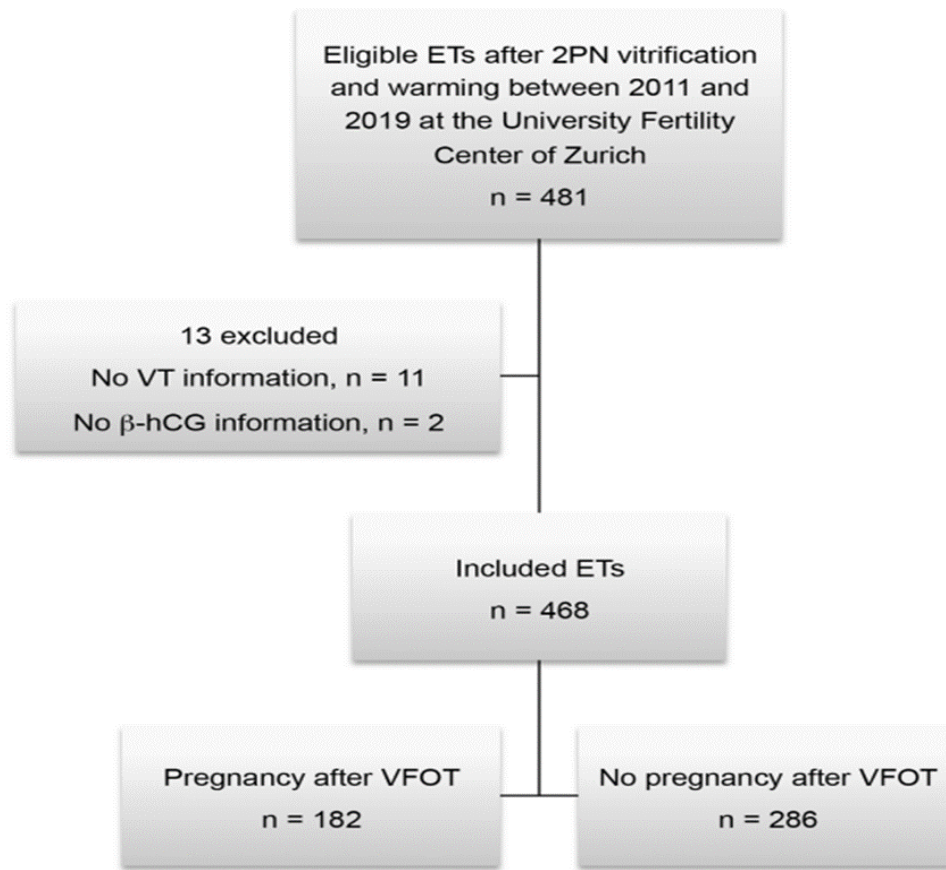 Eligible ETs after 2PN vitrification
and warming between 2011 and
2019 at the University Fertility
Center of Zurich
n = 481
13 excluded
No VT information, n = 11
No β-hCG information, n = 2
Included ETs
n = 468
Pregnancy after VFOT
n = 182
No pregnancy after VFOT
n = 286